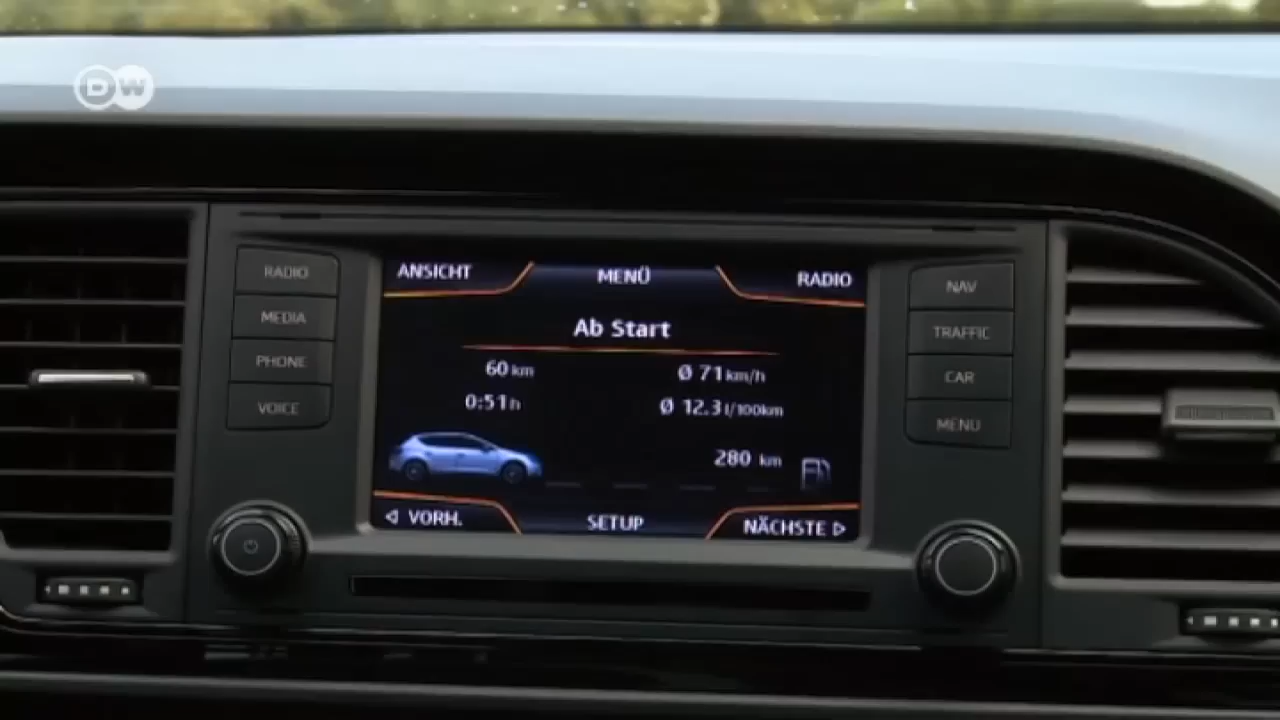 DW
RADIO
MEDIA
PHONE
VOICE
ANSICHT
MENÜ
RADIO
Ab Start
60 km
Ø 71 km/h
0:51 h
Ø 12.3 l/100km
280 km
VORH.
SETUP
NÄCHSTE
NAV
TRAFFIC
CAR
MENU